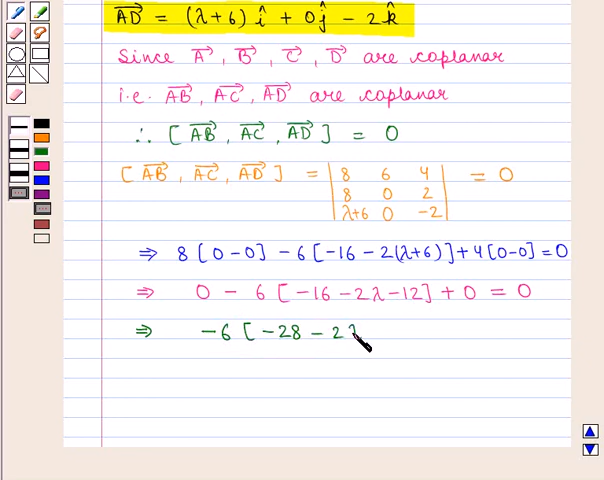 AD⃗ = (λ+6) î + 0ĵ − 2k̂
Since A⃗, B⃗, C⃗, D⃗ are coplanar
i.e. AB⃗, AC⃗, AD⃗ are coplanar
∴ [ AB⃗, AC⃗, AD⃗ ] = 0
[ AB⃗, AC⃗, AD⃗ ] = | 8 6 4 | = 0
| 8 0 2 |
| λ+6 0 -2 |
⇒ 8 [ 0 − 0 ] − 6 [ −16 − 2(λ+6) ] + 4 [ 0−0 ] = 0
⇒ 0 − 6 [ −16 − 2λ − 12 ] + 0 = 0
⇒ −6 [ −28 − 2λ